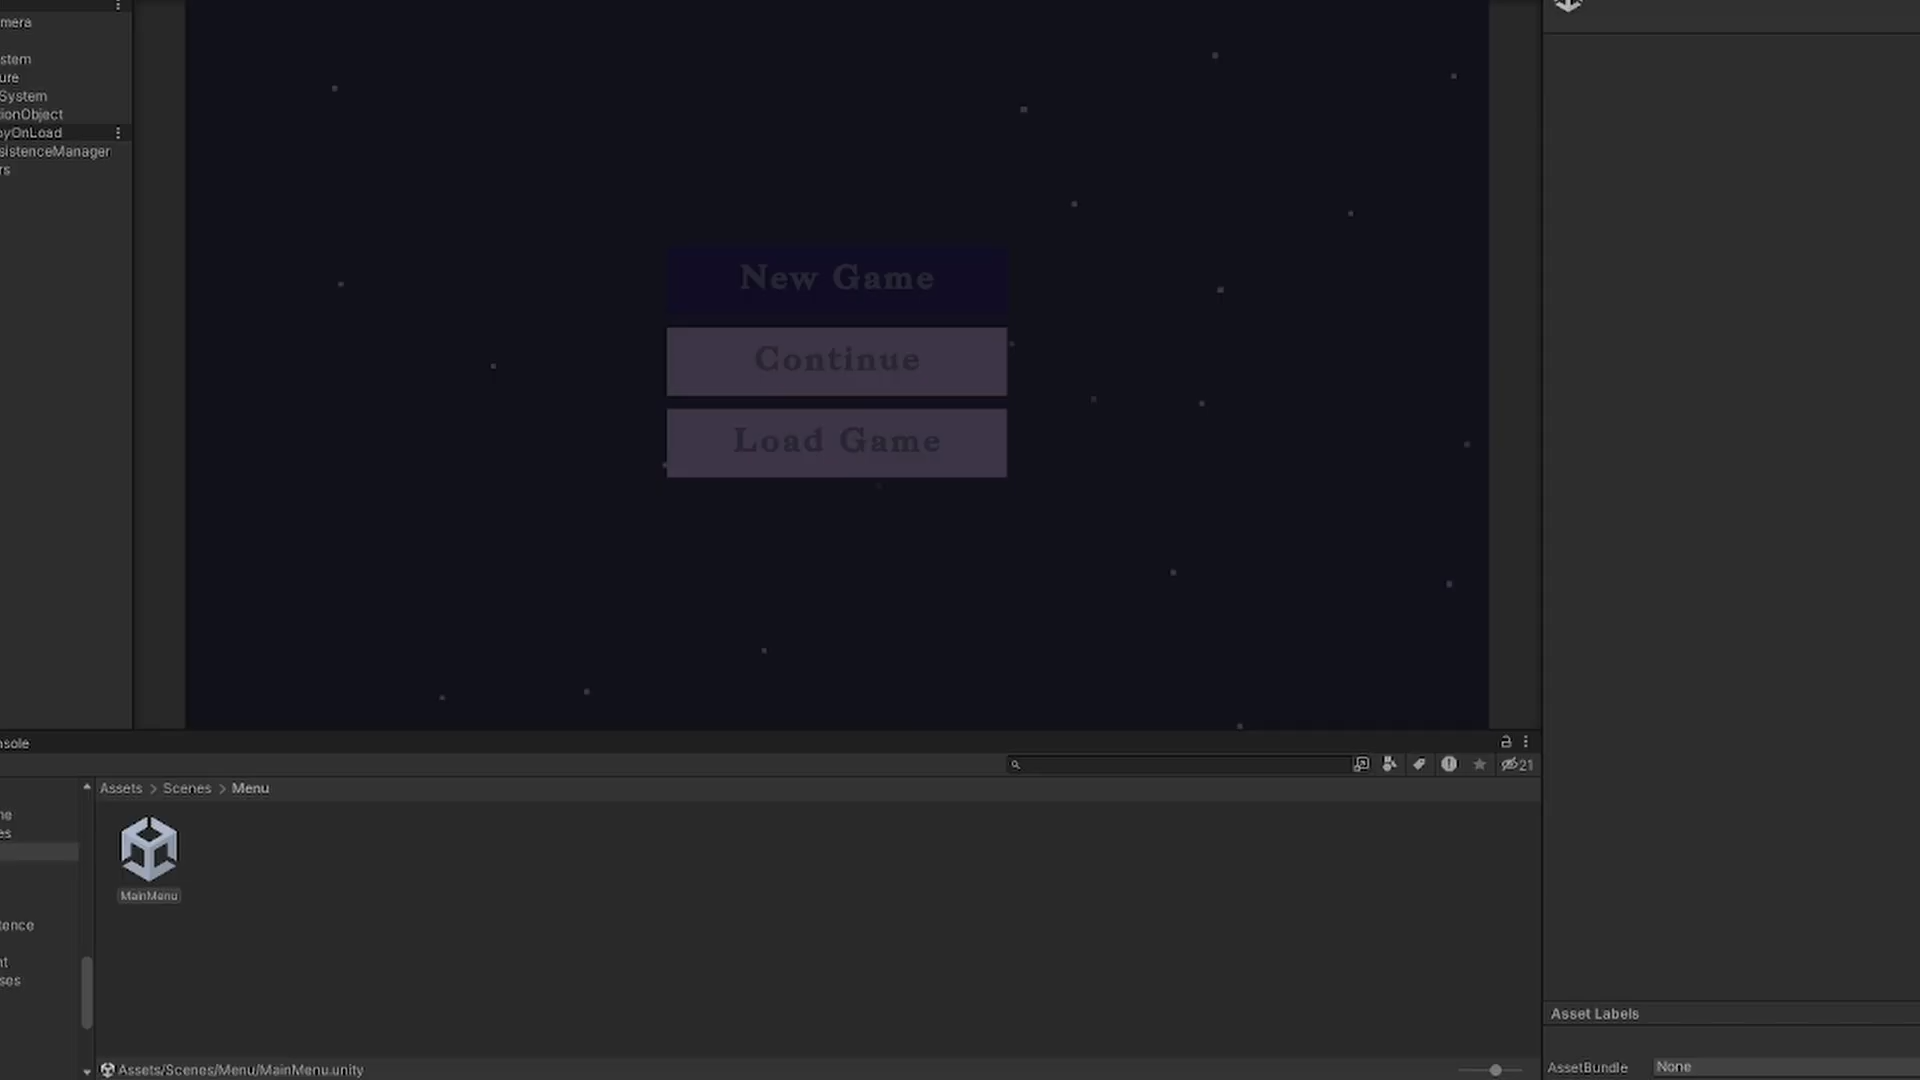 mera
stem
ure
System
tionObject
oyOnLoad
sistenceManager
rs
New Game
Continue
Load Game
nsole
21
Assets > Scenes > Menu
ne
es
MainMenu
tence
nt
ses
Assets/Scenes/Menu/MainMenu.unity
Asset Labels
AssetBundle
None